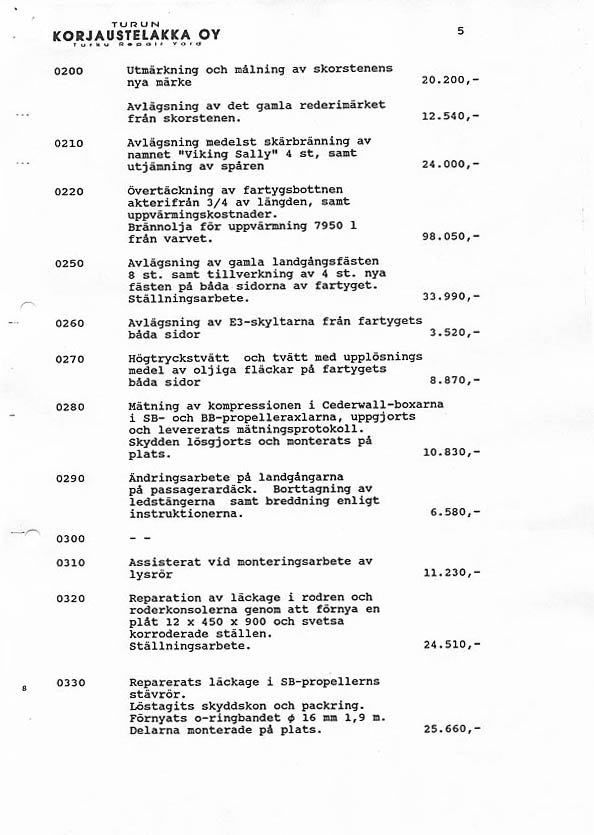 TURUN
KORJAUSTELAKKA OY
Turku Repair Yard
5
0200 Utmärkning och målning av skorstenens
nya märke 20.200,-
Avlägsning av det gamla rederimärket
från skorstenen. 12.540,-
0210 Avlägsning medelst skärbränning av
namnet "Viking Sally" 4 st, samt
utjämning av spåren 24.000,-
0220 Övertäckning av fartygsbottnen
akterifrån 3/4 av längden, samt
uppvärmingskostnader.
Brännolja för uppvärmning 7950 l
från varvet. 98.050,-
0250 Avlägsning av gamla landgångsfästen
8 st. samt tillverkning av 4 st. nya
fästen på båda sidorna av fartyget.
Ställningsarbete. 33.990,-
0260 Avlägsning av E3-skyltarna från fartygets
båda sidor 3.520,-
0270 Högtryckstvätt och tvätt med upplösnings
medel av oljiga fläckar på fartygets
båda sidor 8.870,-
0280 Mätning av kompressionen i Cederwall-boxarna
i SB- och BB-propelleraxlarna, uppgjorts
och levererats mätningsprotokoll.
Skydden lösgjorts och monterats på
plats. 10.830,-
0290 Ändringsarbete på landgångarna
på passagerardäck. Borttagning av
ledstängerna samt breddning enligt
instruktionerna. 6.580,-
0300 - -
0310 Assisterat vid monteringsarbete av
lysrör 11.230,-
0320 Reparation av läckage i rodren och
roderkonsolerna genom att förnya en
plåt 12 x 450 x 900 och svetsa
korroderade ställen.
Ställningsarbete. 24.510,-
8
0330 Reparerats läckage i SB-propellerns
stävrör.
Löstagits skyddskon och packring.
Förnyats o-ringbandet ϕ 16 mm 1,9 m.
Delarna monterade på plats. 25.660,-